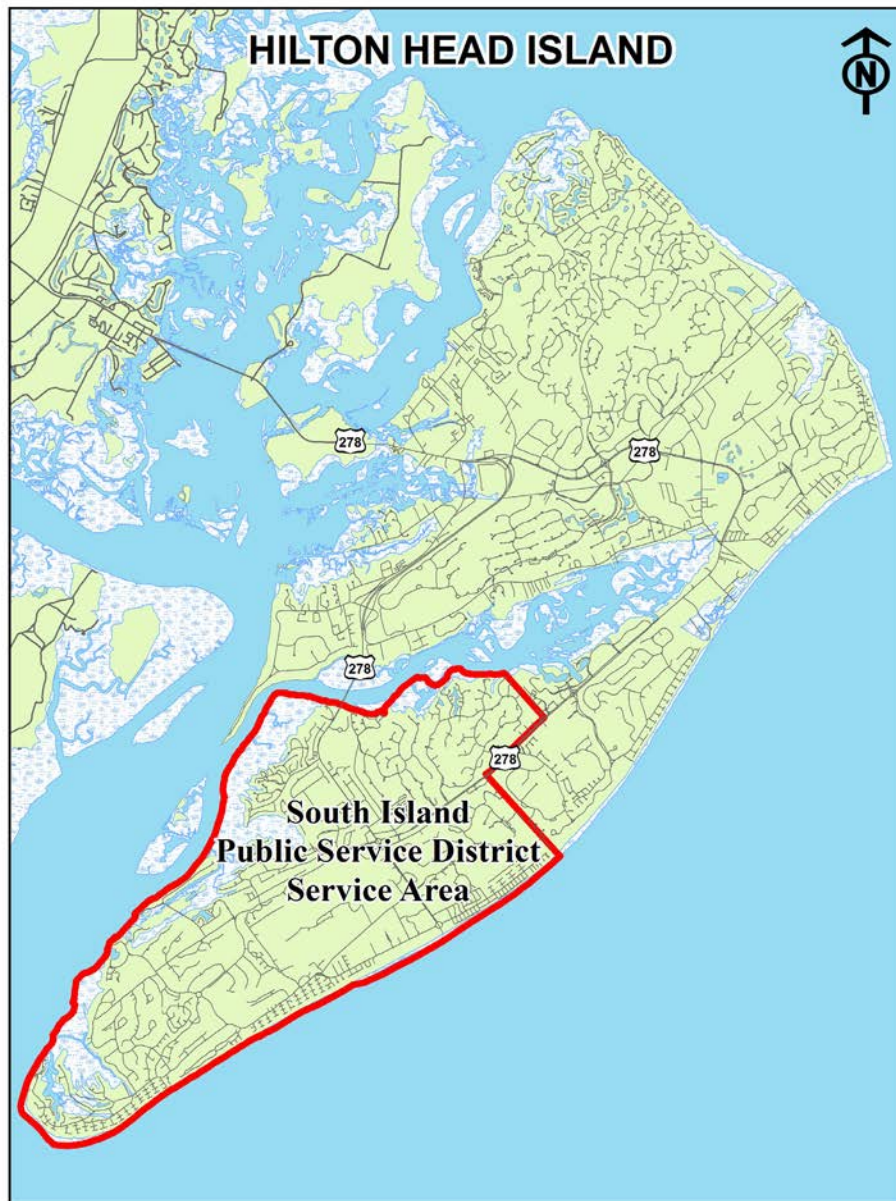 HILTON HEAD ISLAND
N
278
278
278
278
South Island
Public Service District
Service Area